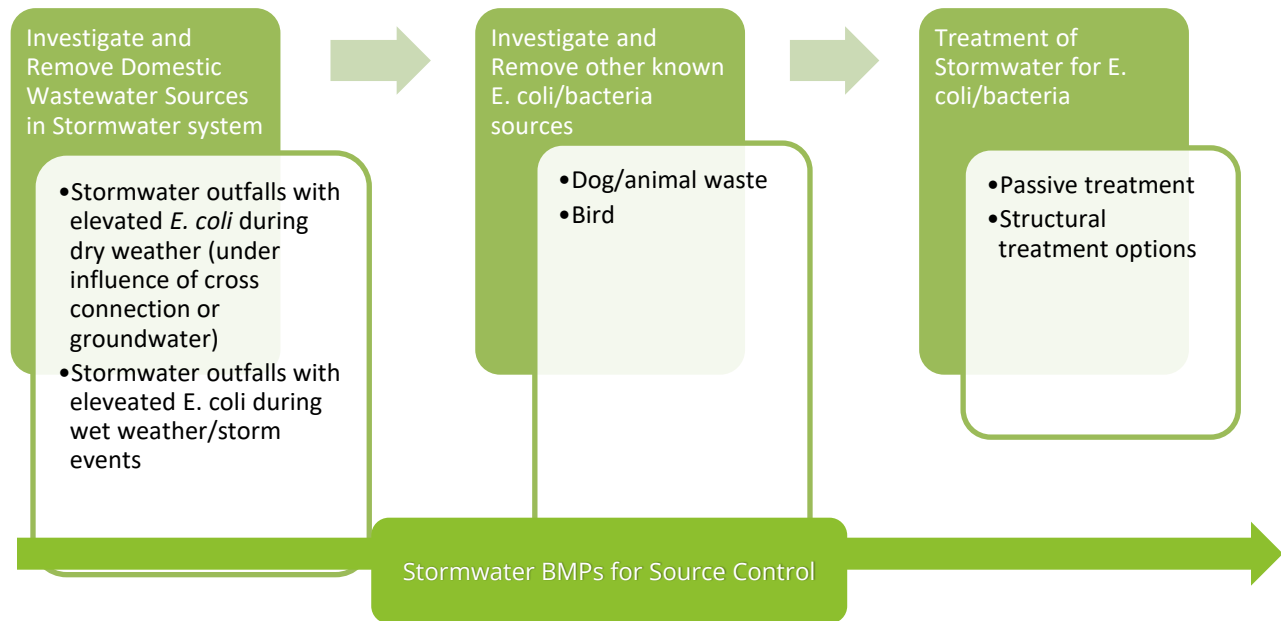 Investigate and
Remove Domestic
Wastewater Sources
in Stormwater system
•Stormwater outfalls with
elevated E. coli during
dry weather (under
influence of cross
connection or
groundwater)
•Stormwater outfalls with
eleveated E. coli during
wet weather/storm
events
Investigate and
Remove other known
E. coli/bacteria
sources
•Dog/animal waste
•Bird
Treatment of
Stormwater for E.
coli/bacteria
•Passive treatment
•Structural
treatment options
Stormwater BMPs for Source Control